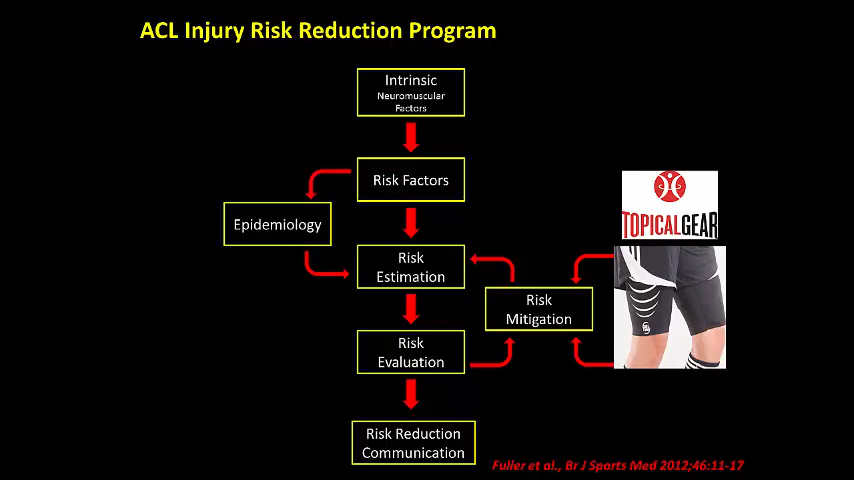 ACL Injury Risk Reduction Program
Intrinsic
Neuromuscular
Factors
Risk Factors
Epidemiology
TOPICALGEAR
Risk
Estimation
Risk
Mitigation
Risk
Evaluation
Risk Reduction
Communication
Fuller et al., Br J Sports Med 2012;46:11-17